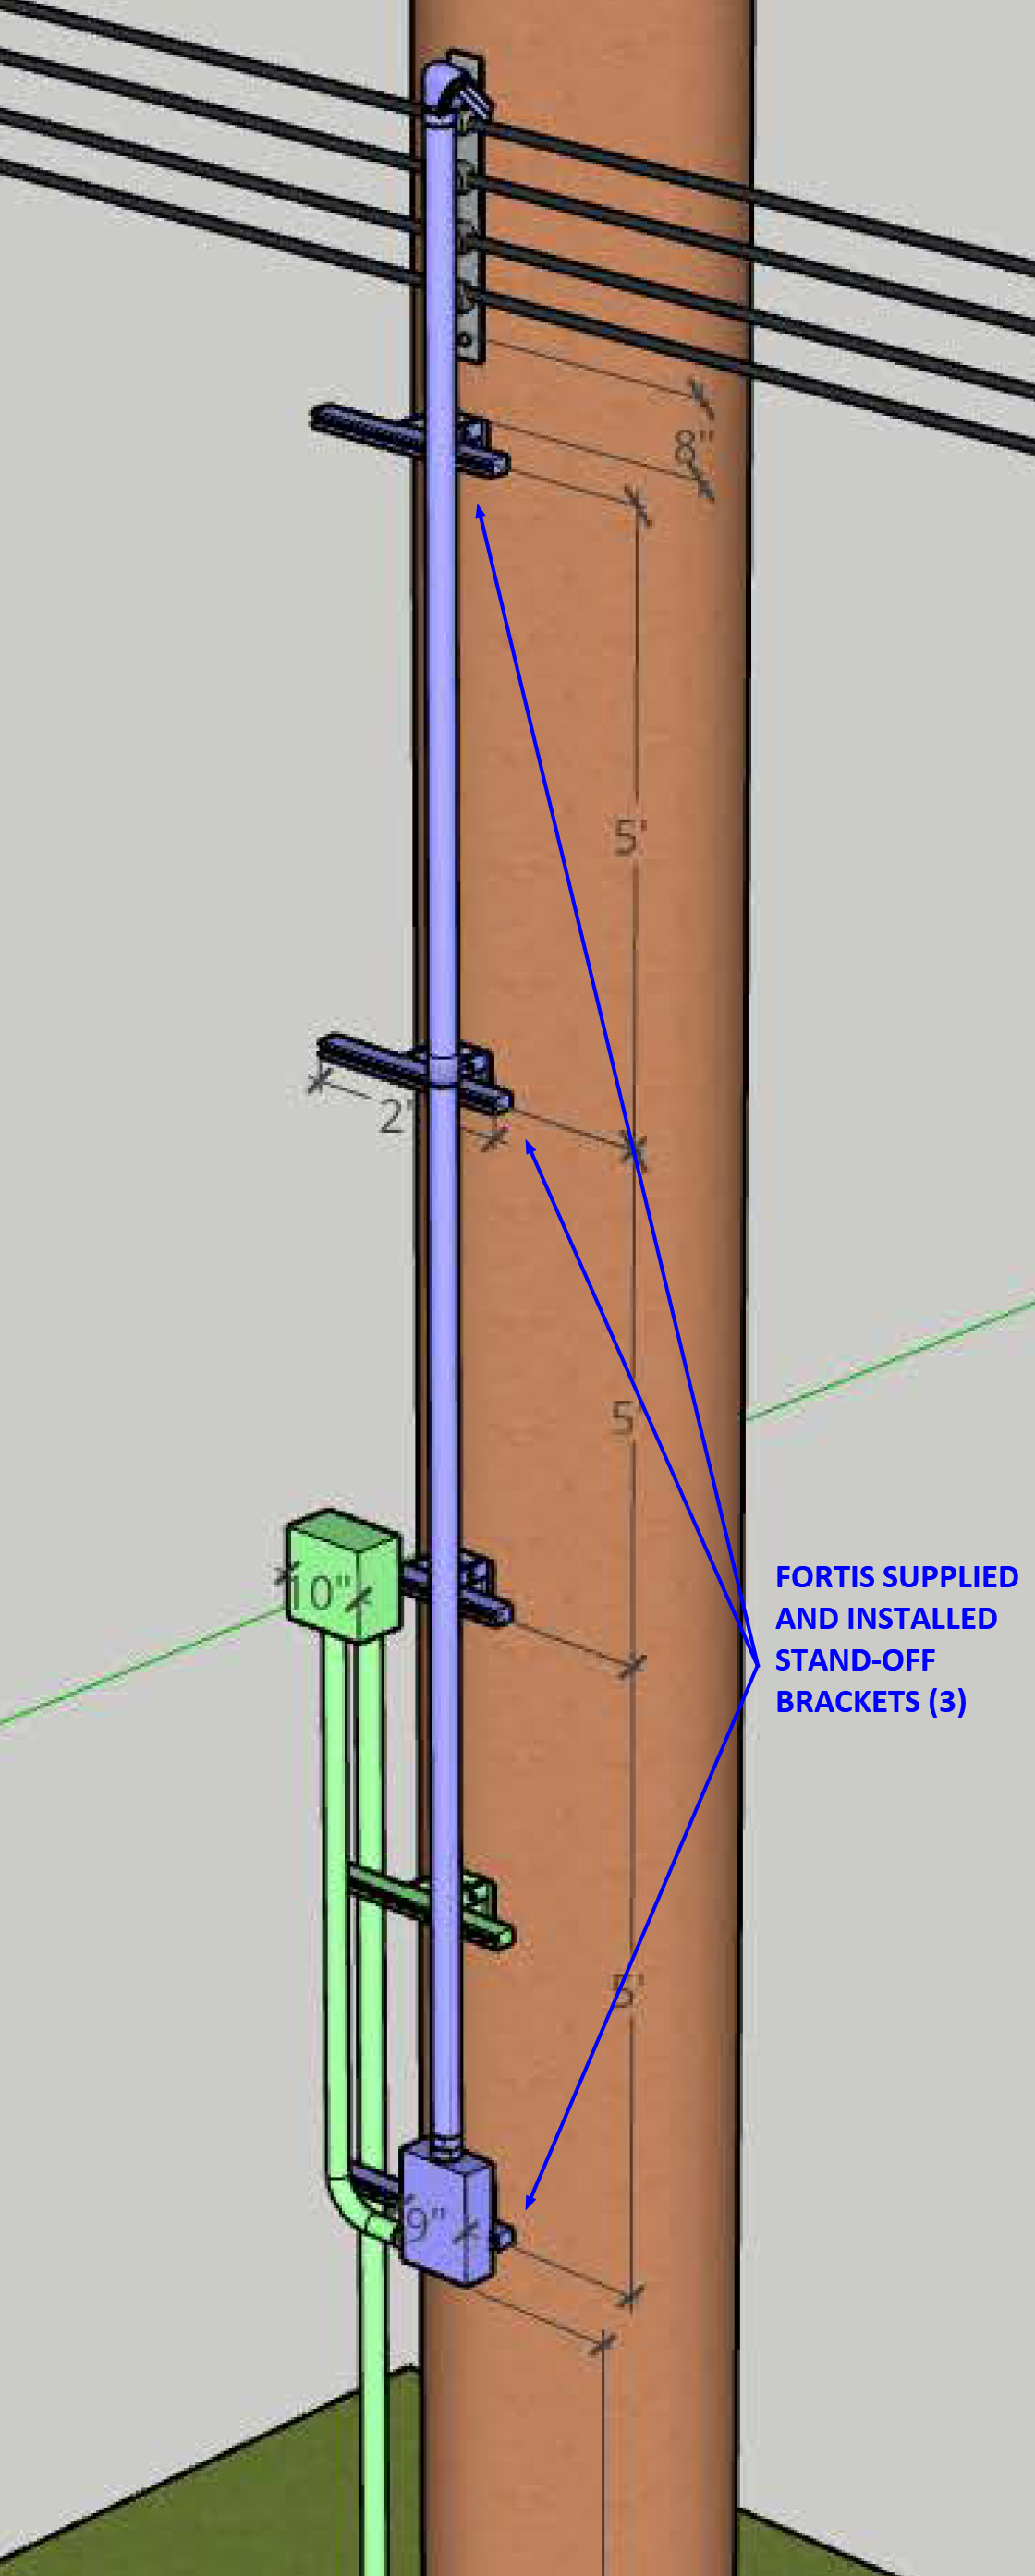 8"
5'
2'
5'
10"
FORTIS SUPPLIED
AND INSTALLED
STAND-OFF
BRACKETS (3)
5'
9"